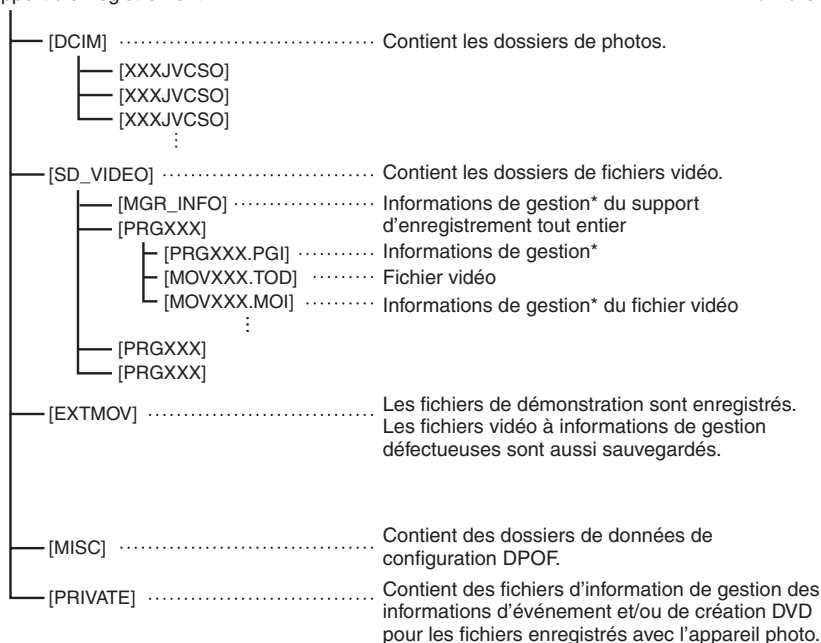 [DCIM] Contient les dossiers de photos.
[XXXJVCSO]
[XXXJVCSO]
[XXXJVCSO]
[SD_VIDEO] Contient les dossiers de fichiers vidéo.
[MGR_INFO] Informations de gestion* du support
d'enregistrement tout entier
[PRGXXX]
[PRGXXX.PGI] Informations de gestion*
[MOVXXX.TOD] Fichier vidéo
[MOVXXX.MOI] Informations de gestion* du fichier vidéo
[PRGXXX]
[PRGXXX]
[EXTMOV] Les fichiers de démonstration sont enregistrés.
Les fichiers vidéo à informations de gestion
défectueuses sont aussi sauvegardés.
[MISC] Contient des dossiers de données de
configuration DPOF.
[PRIVATE] Contient des fichiers d'information de gestion des
informations d'événement et/ou de création DVD
pour les fichiers enregistrés avec l'appareil photo.